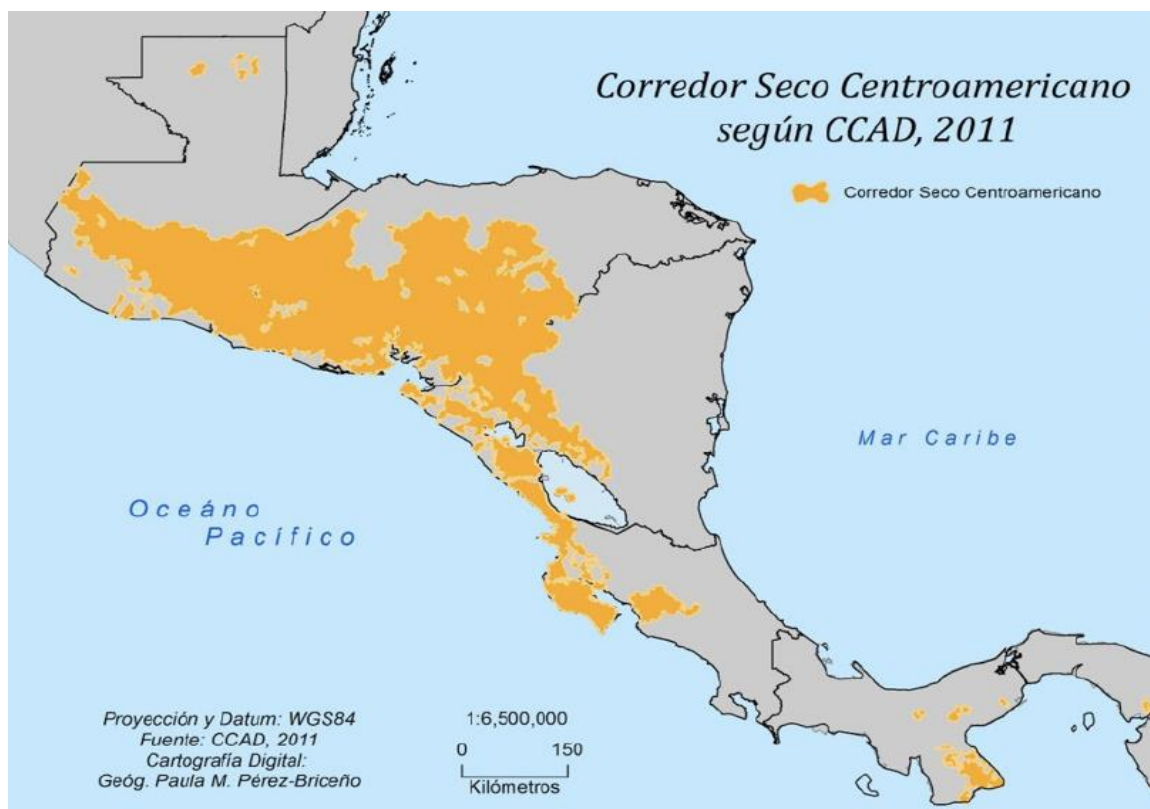 Corredor Seco Centroamericano
según CCAD, 2011
Corredor Seco Centroamericano
Mar Caribe
Oceáno
Pacífico
Proyección y Datum: WGS84
Fuente: CCAD, 2011
Cartografía Digital:
Geóg. Paula M. Pérez-Briceño
1:6,500,000
0 150
Kilómetros